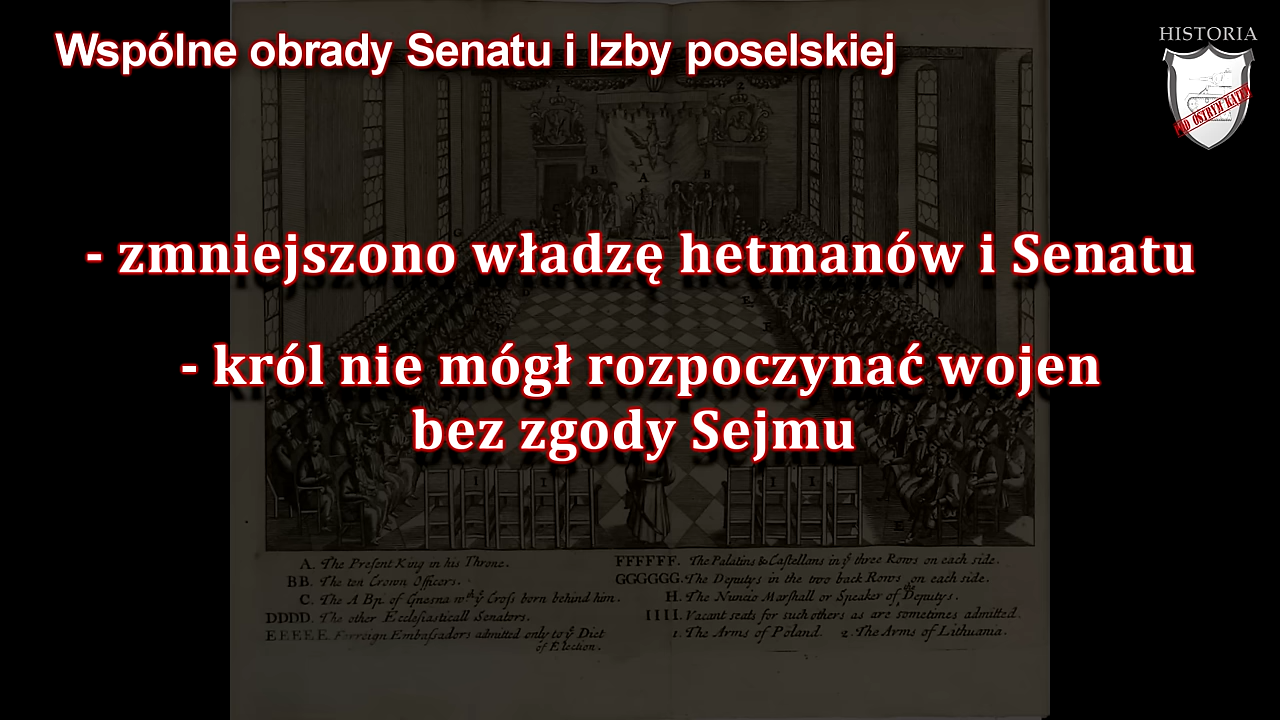 Wspólne obrady Senatu i Izby poselskiej
HISTORIA
POD OSTRYM KĄTEM
- zmniejszono władzę hetmanów i Senatu
- król nie mógł rozpoczynać wojen
bez zgody Sejmu
A. The Present King in his Throne.
BB. The ten Crown Officers.
C. The A Bp. of Gnesna wth ye Cross born behind him.
DDDD. The other Ecclesiasticall Senators.
EEEEE. Forreign Embassadors admitted only to ye Diet
of Election.
FFFFFF. The Palatins & Castellans in ye three Rows on each side.
GGGGGG. The Deputys in the two back Rows on each side.
H. The Nuncio Marshall or Speaker of the Deputys.
IIII. Vacant seats for such others as are sometimes admitted.
1. The Arms of Poland. 2. The Arms of Lithuania.